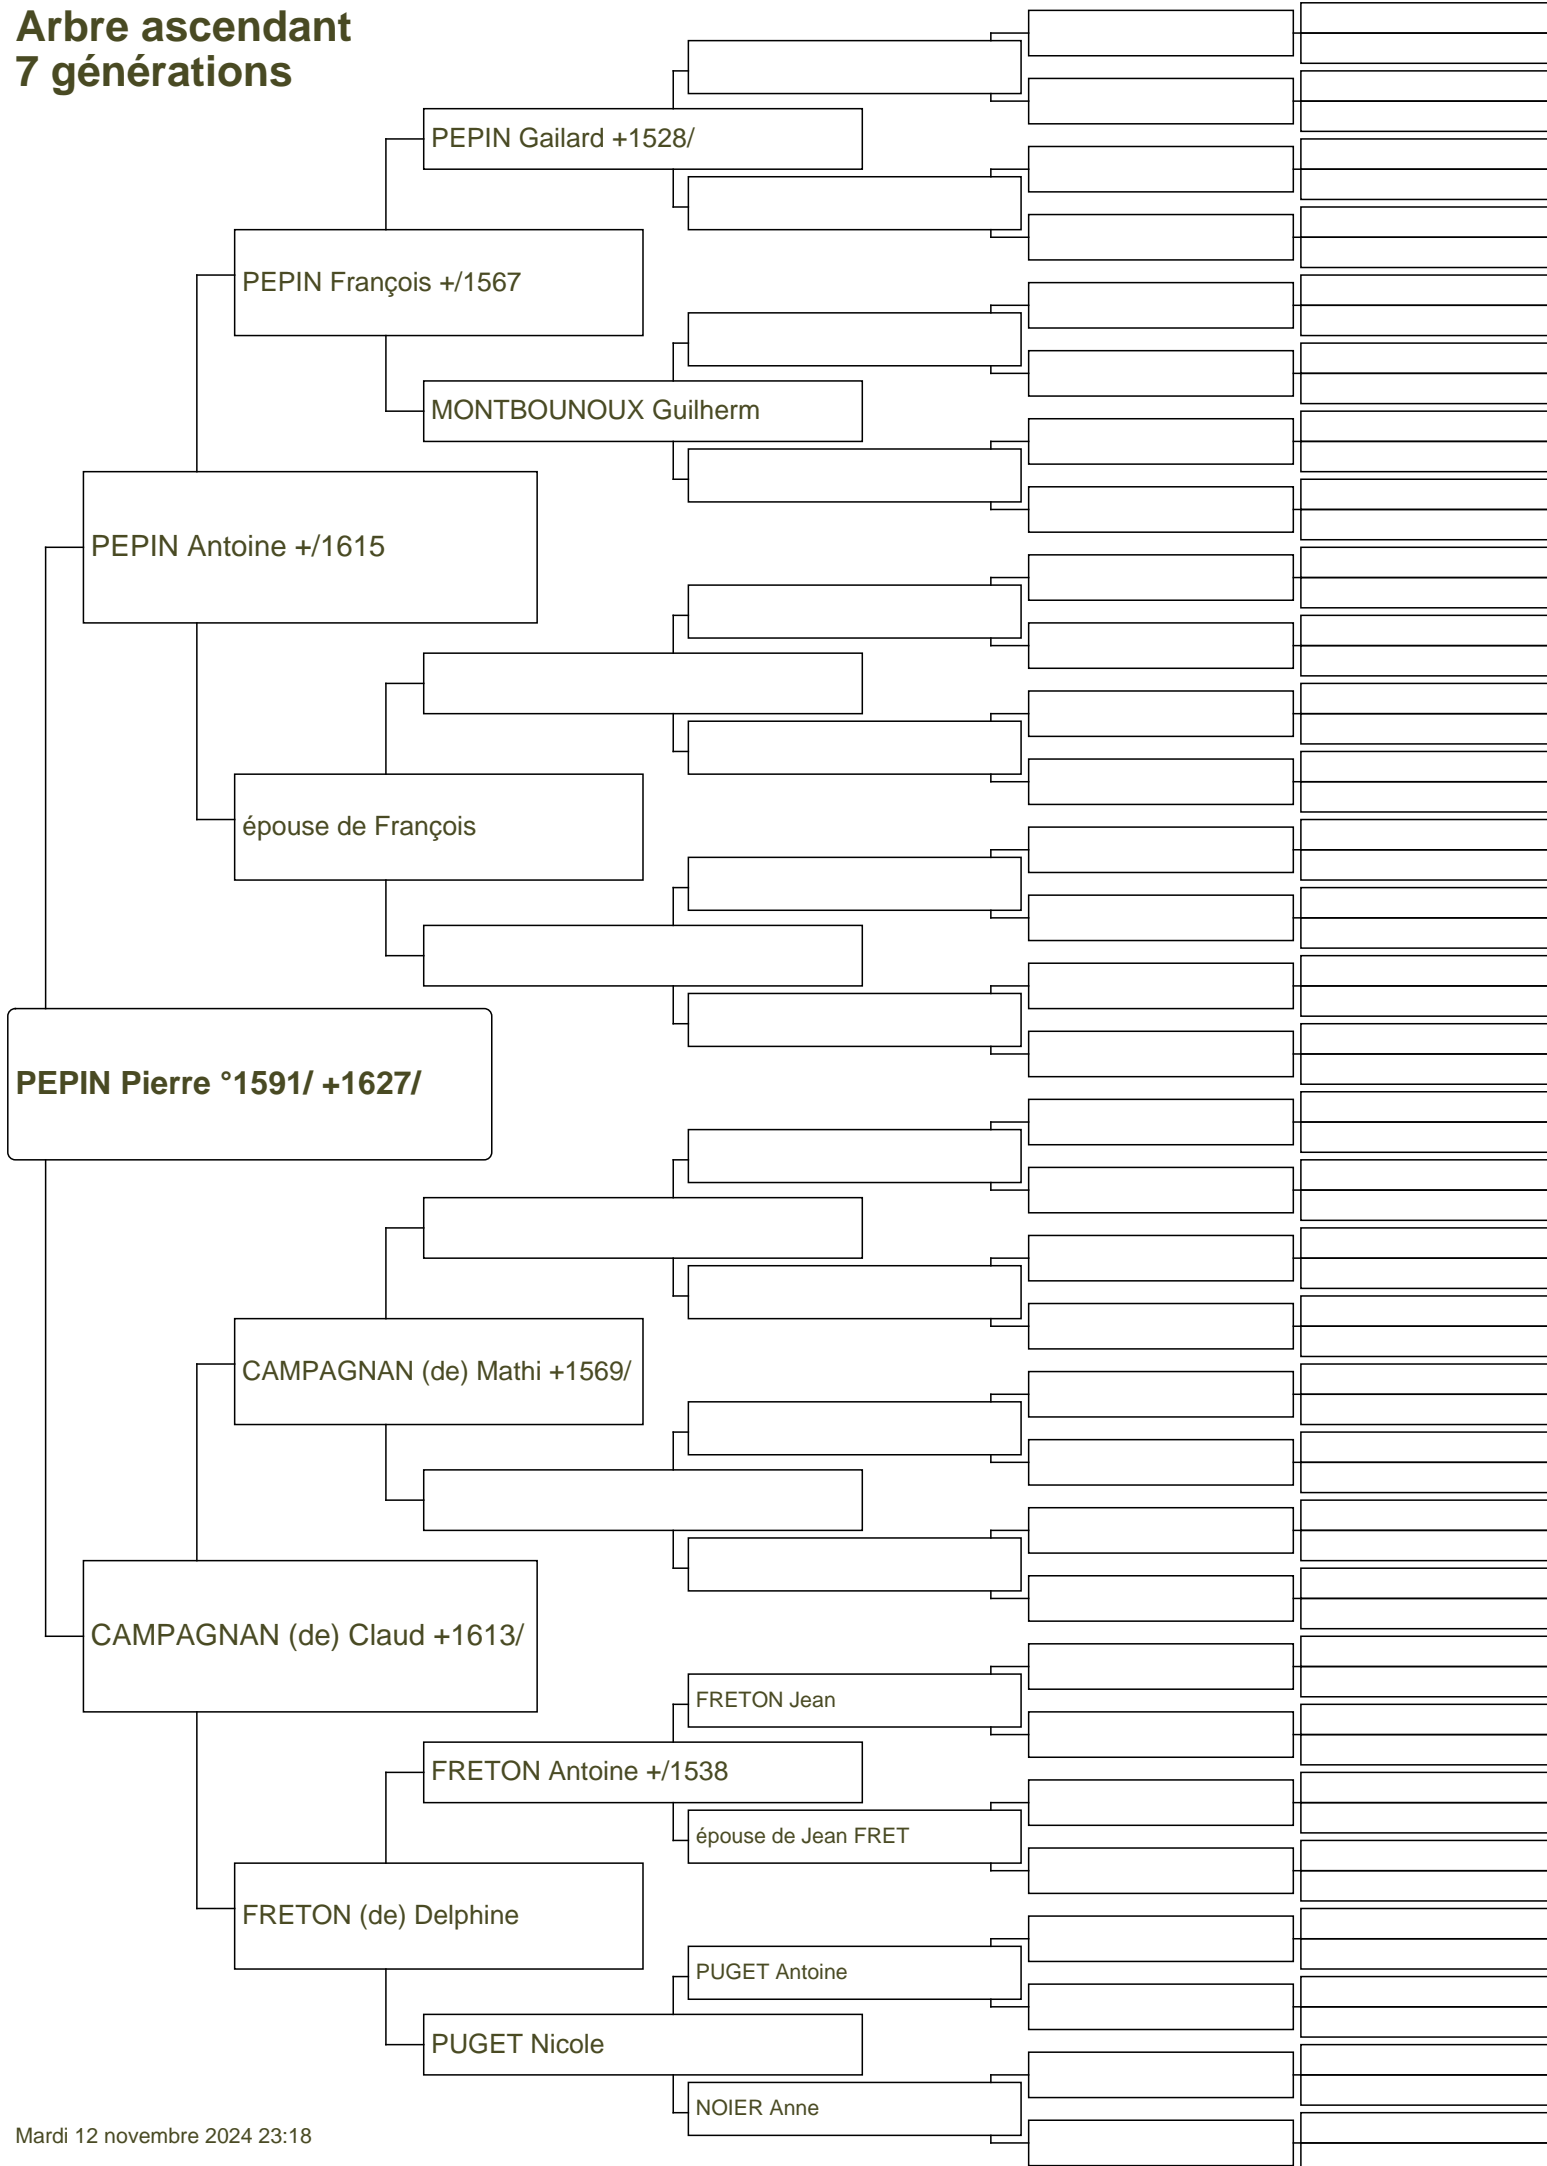 Arbre ascendant
7 générations
PEPIN Gailard +1528/
PEPIN François +/1567
MONTBOUNOUX Guilherm
PEPIN Antoine +/1615
épouse de François
PEPIN Pierre °1591/ +1627/
CAMPAGNAN (de) Mathi +1569/
CAMPAGNAN (de) Claud +1613/
FRETON Jean
FRETON Antoine +/1538
épouse de Jean FRET
FRETON (de) Delphine
PUGET Antoine
PUGET Nicole
NOIER Anne
Mardi 12 novembre 2024 23:18